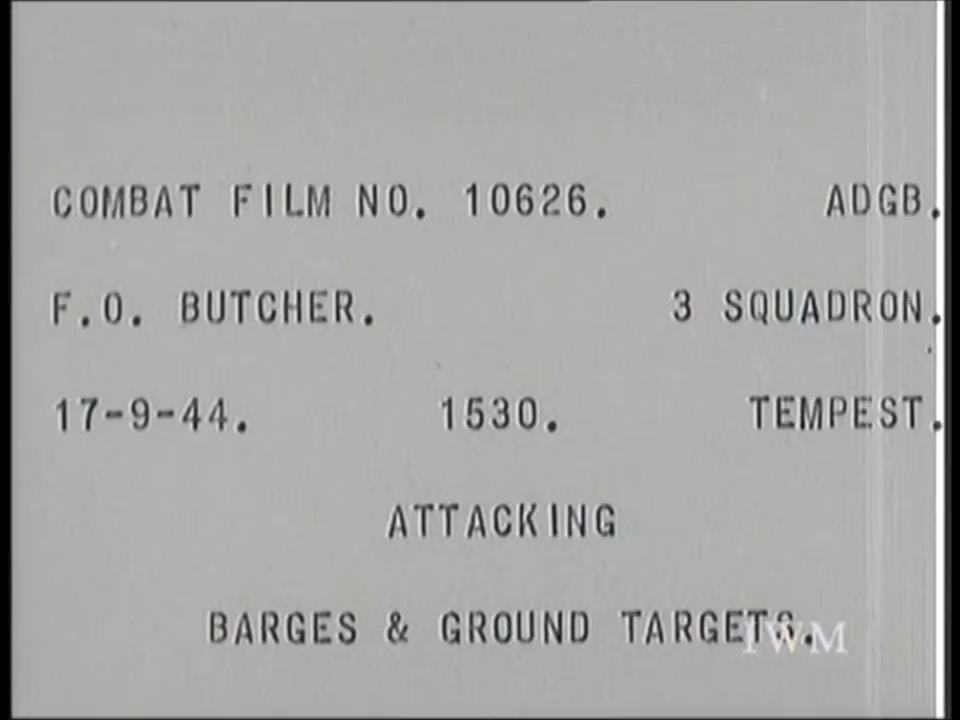 COMBAT FILM NO. 10626. ADGB.
F.O. BUTCHER. 3 SQUADRON.
17-9-44. 1530. TEMPEST.
ATTACKING
BARGES & GROUND TARGETS.
IWM